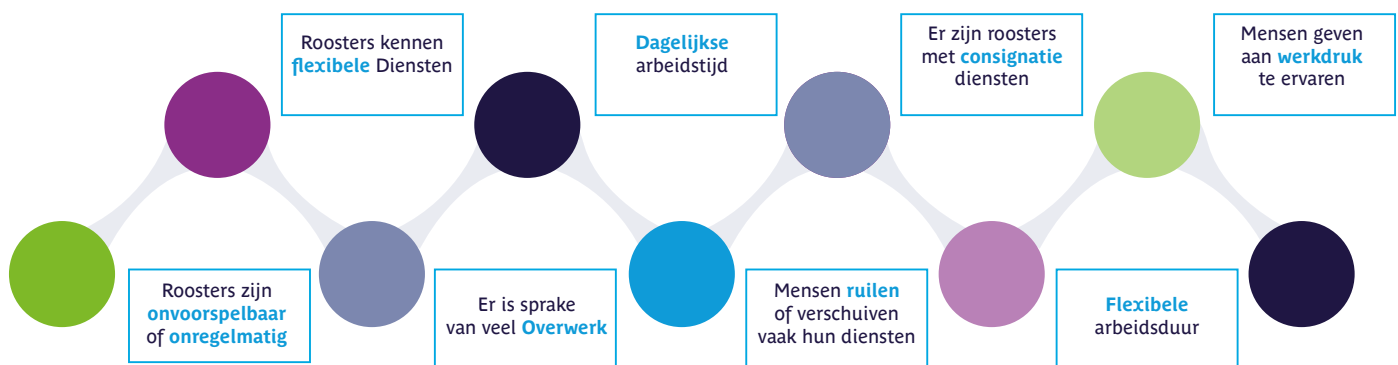 Roosters kennen
flexibele Diensten
Dagelijkse
arbeidstijd
Er zijn roosters
met consignatie
diensten
Mensen geven
aan werkdruk
te ervaren
Roosters zijn
onvoorspelbaar
of onregelmatig
Er is sprake
van veel Overwerk
Mensen ruilen
of verschuiven
vaak hun diensten
Flexibele
arbeidsduur